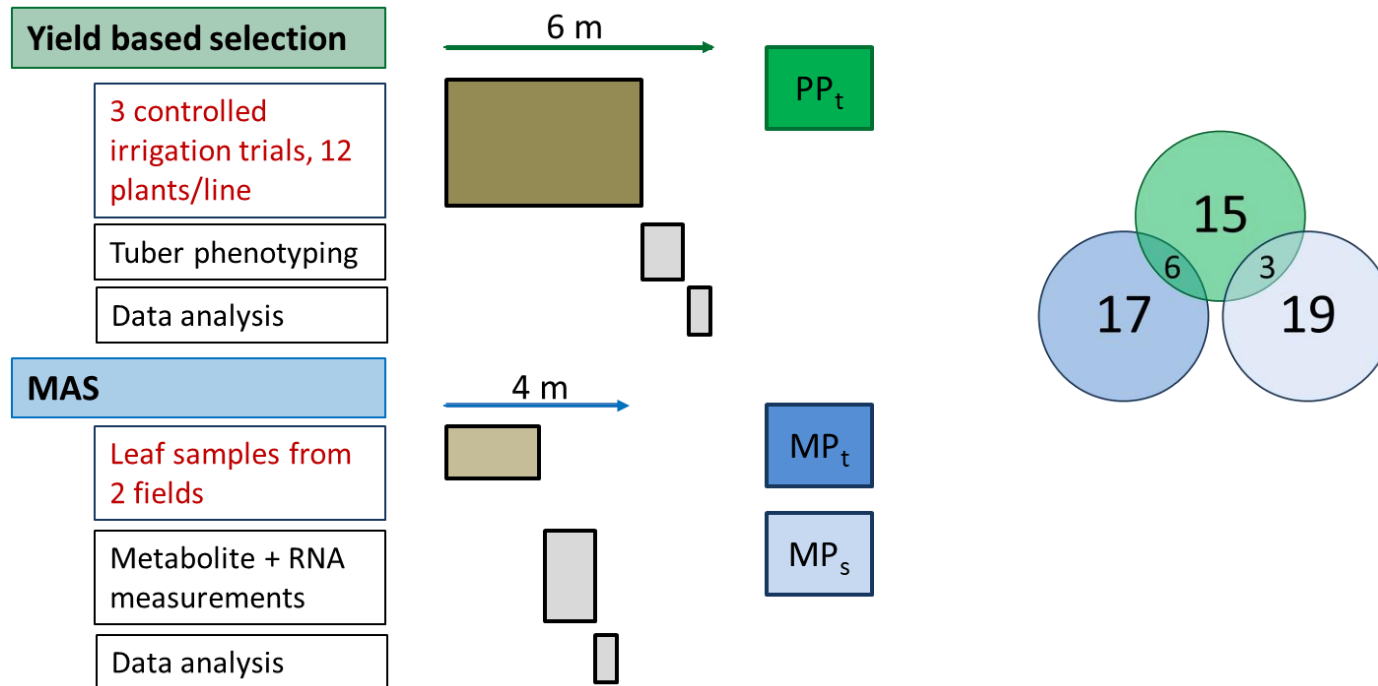 Yield based selection
6 m
PPt
3 controlled
irrigation trials, 12
plants/line
Tuber phenotyping
Data analysis
15
6
3
17
19
MAS
4 m
MPt
Leaf samples from
2 fields
MPs
Metabolite + RNA
measurements
Data analysis